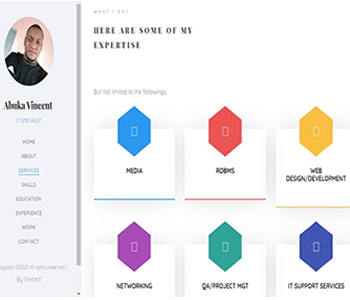 Abuka Vincent
IT SPECIALIST
HOME
ABOUT
SERVICES
SKILLS
EDUCATION
EXPERIENCE
WORK
CONTACT
opyright ©2021 All rights reserved |
By Vincent
WHAT I DO?
HERE ARE SOME OF MY
EXPERTISE
But not limited to the followings;
MEDIA
RDBMS
WEB
DESIGN/DEVELOPMENT
NETWORKING
QA/PROJECT MGT
IT SUPPORT SERVICES